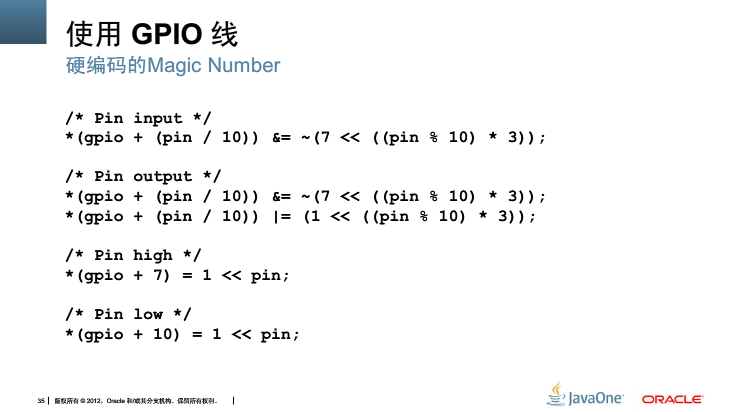 使用 GPIO 线
硬编码的Magic Number
/* Pin input */
*(gpio + (pin / 10)) &= ~(7 << ((pin % 10) * 3));
/* Pin output */
*(gpio + (pin / 10)) &= ~(7 << ((pin % 10) * 3));
*(gpio + (pin / 10)) |= (1 << ((pin % 10) * 3));
/* Pin high */
*(gpio + 7) = 1 << pin;
/* Pin low */
*(gpio + 10) = 1 << pin;
35 版权所有 @ 2012，Oracle 和/或其分支机构。保留所有权利。
JavaOne
ORACLE